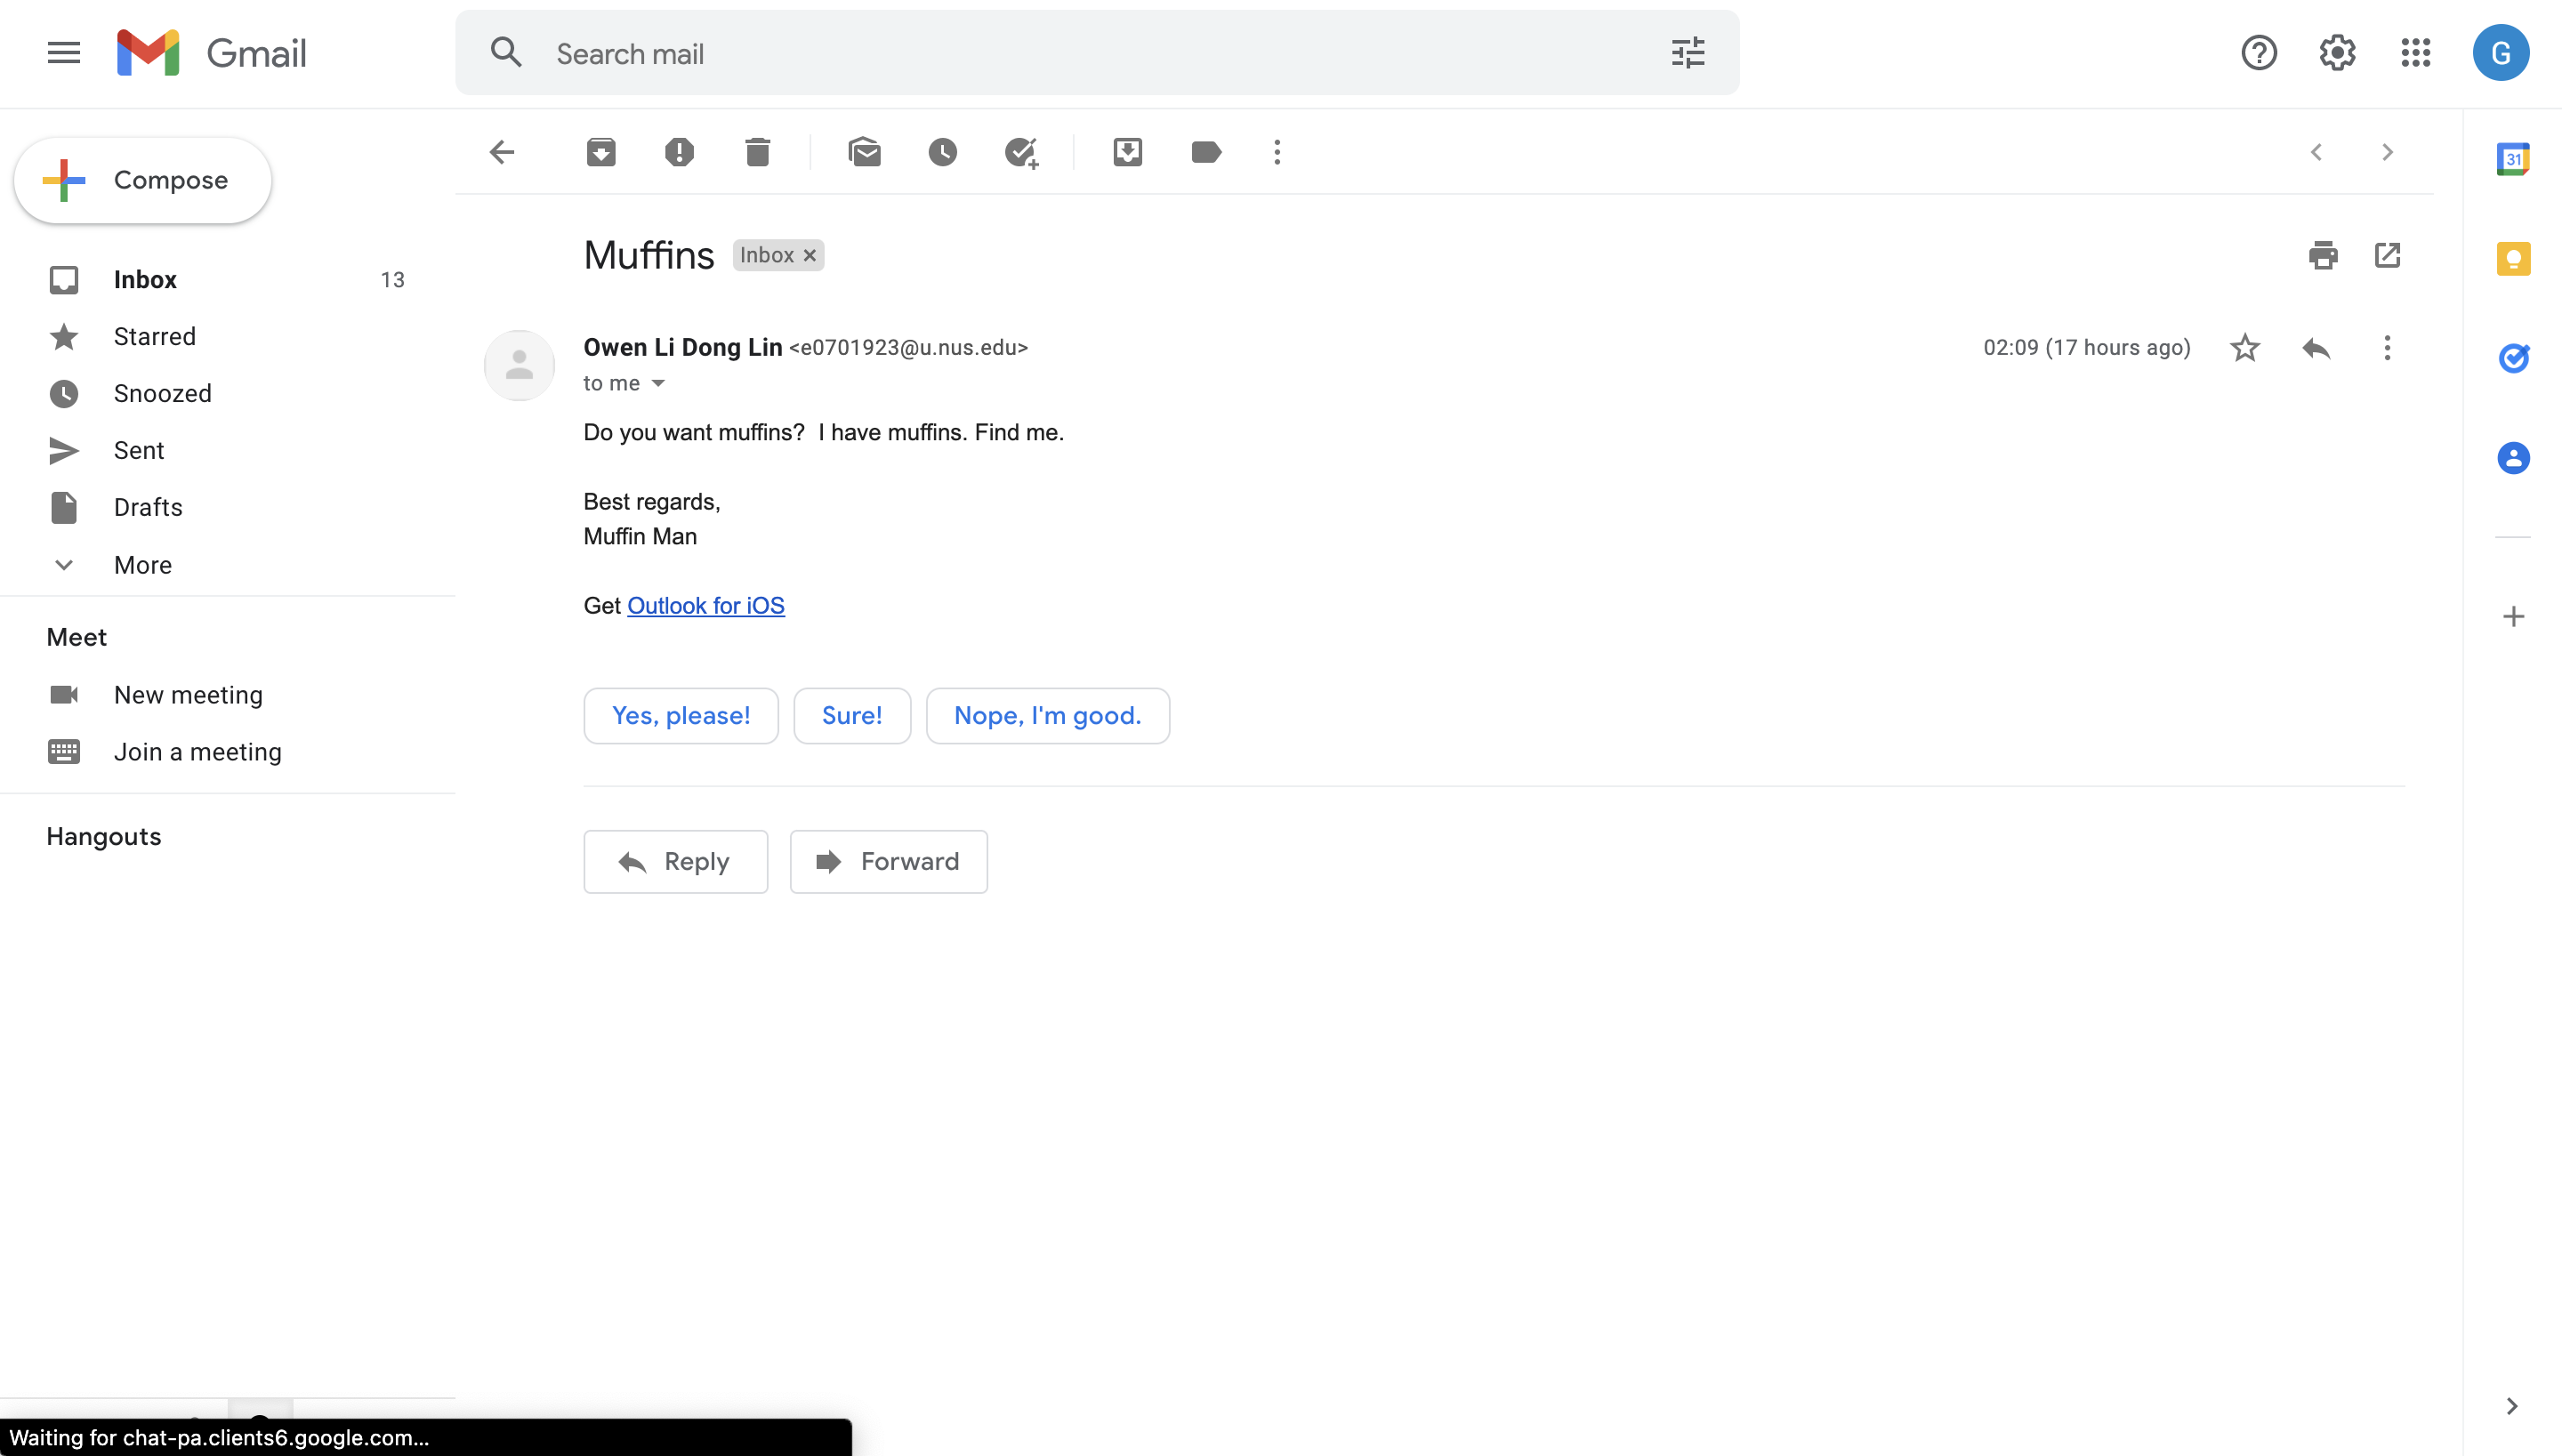 Gmail
Search mail
G
Compose
31
Inbox 13
Starred
Snoozed
Sent
Drafts
More
Meet
New meeting
Join a meeting
Hangouts
Muffins Inbox ×
Owen Li Dong Lin <e0701923@u.nus.edu> 02:09 (17 hours ago)
to me
Do you want muffins?  I have muffins. Find me.
Best regards,
Muffin Man
Get Outlook for iOS
Yes, please! Sure! Nope, I'm good.
Reply Forward
Waiting for chat-pa.clients6.google.com...